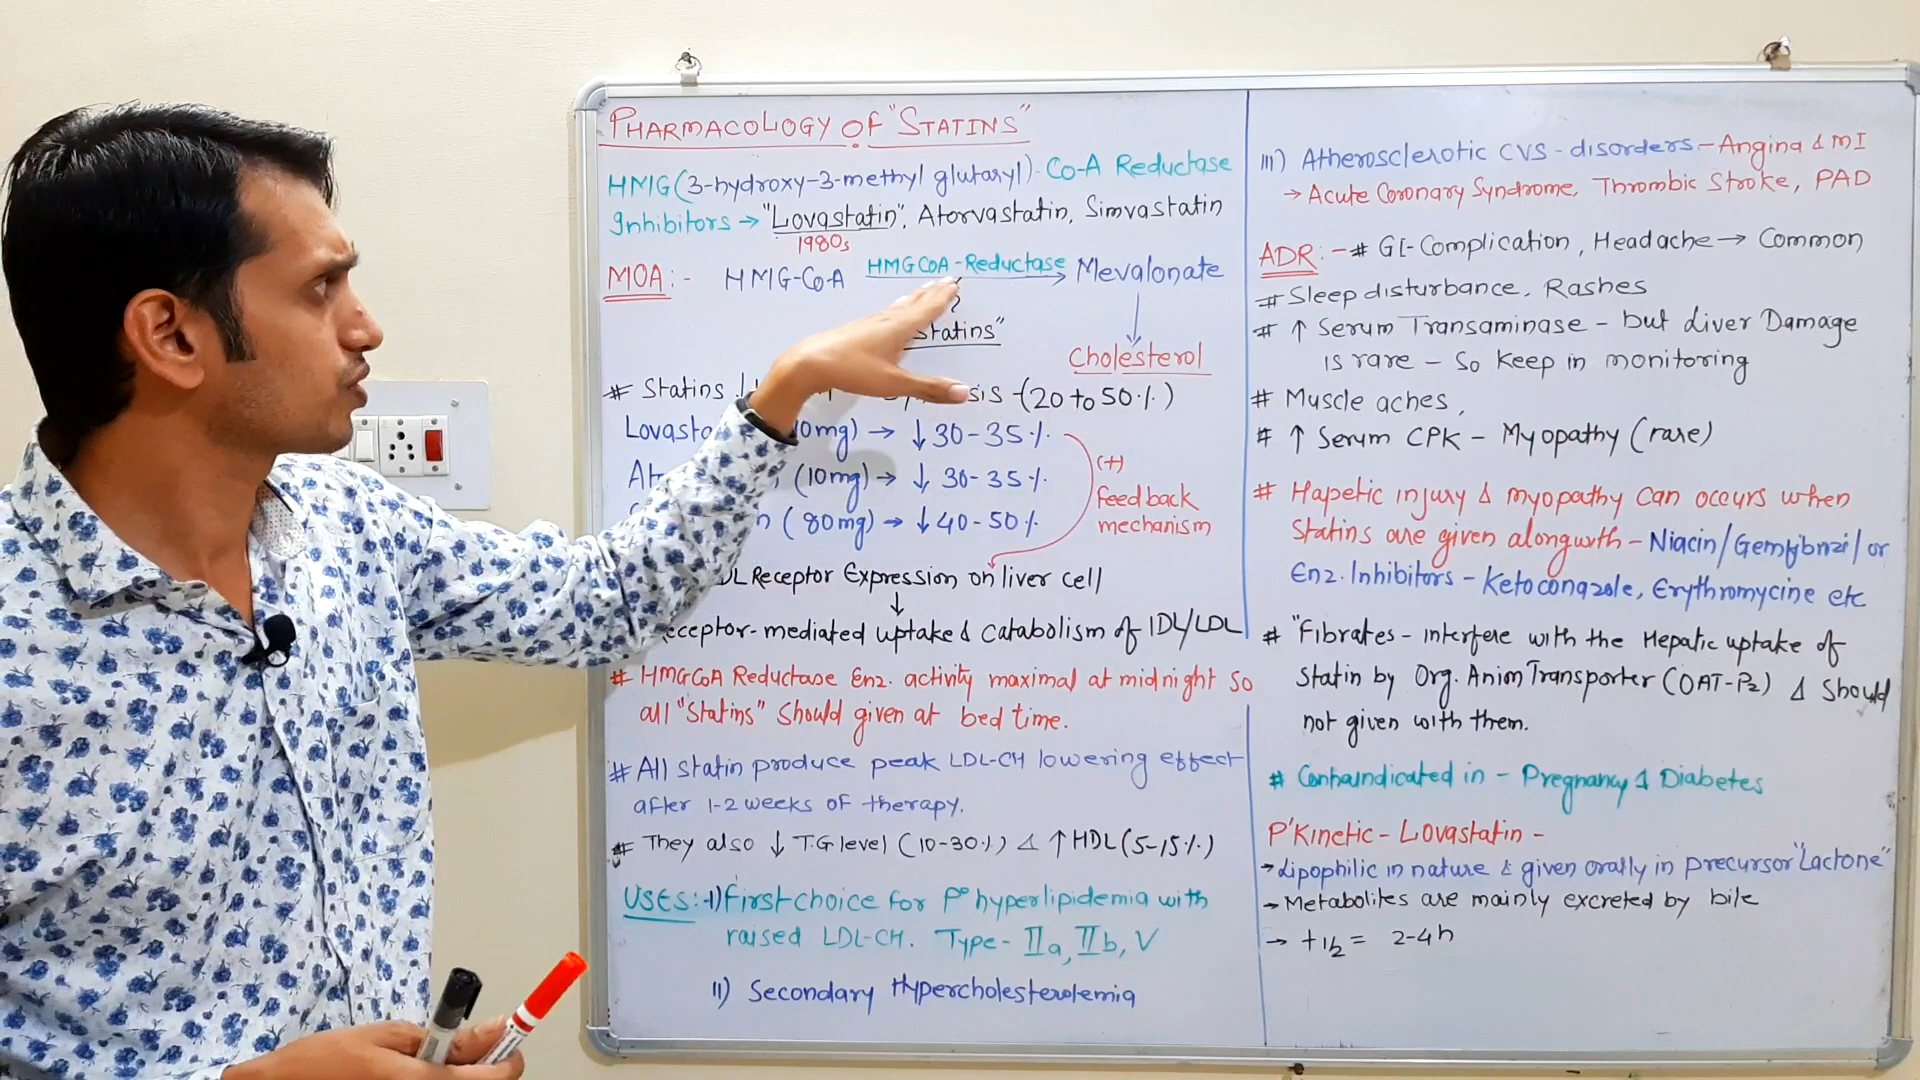 PHARMACOLOGY OF "STATINS"
HMG(3-hydroxy-3-methyl glutaryl)-Co-A Reductase
Inhibitors → "Lovastatin", Atorvastatin, Simvastatin
1980s
MOA:- HMG-CoA HMGCOA-Reductase → Mevalonate
Statins"
Cholesterol
# Statins ↓ (20 to 50%)
→ ↓ 30-35%
(10mg) → ↓ 30-35%
(80mg) → ↓ 40-50%
(+)
feedback
mechanism
Receptor Expression on liver cell
↓
Receptor-mediated uptake & catabolism of IDL/LDL
# HMGCOA Reductase Enz. activity maximal at midnight so
all "Statins" should given at bed time.
# All statin produce peak LDL-CH lowering effect
after 1-2 weeks of therapy.
# They also ↓ T.G level (10-30%) & ↑ HDL (5-15%)
USES:-I) First choice for P° hyperlipidemia with
raised LDL-CH. Type- IIa, IIb, V
II) Secondary Hypercholesterolemia
III) Atherosclerotic CVS-disorders-Angina & MI
→ Acute Coronary Syndrome, Thrombic Stroke, PAD
ADR:-# GI-Complication, Headache → Common
# Sleep disturbance, Rashes
# ↑ Serum Transaminase - but liver Damage
is rare - So keep in monitoring
# Muscle aches,
# ↑ Serum CPK - Myopathy (rare)
# Hapetic injury & myopathy can occurs when
statins are given alongwith - Niacin/Gemfibnzil/or
Enz. Inhibitors - Ketoconazole, Erythromycine etc
# "Fibrates - interfere with the Hepatic uptake of
statin by Org. Anion Transporter (OAT-P2) & should
not given with them.
# Contraindicated in - Pregnancy & Diabetes
P'Kinetic - Lovastatin -
→ lipophilic in nature & given orally in precursor "Lactone"
→ Metabolites are mainly excreted by bile
→ t1/2 = 2-4h